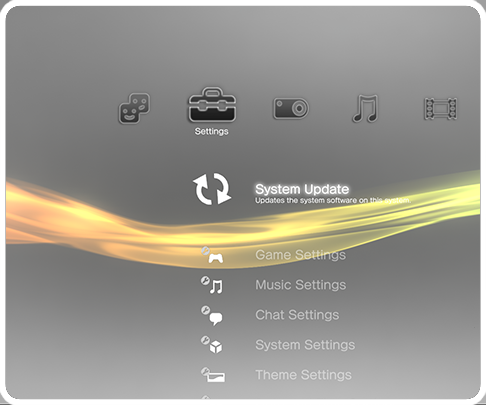 Settings
System Update
Updates the system software on this system.
Game Settings
Music Settings
Chat Settings
System Settings
Theme Settings